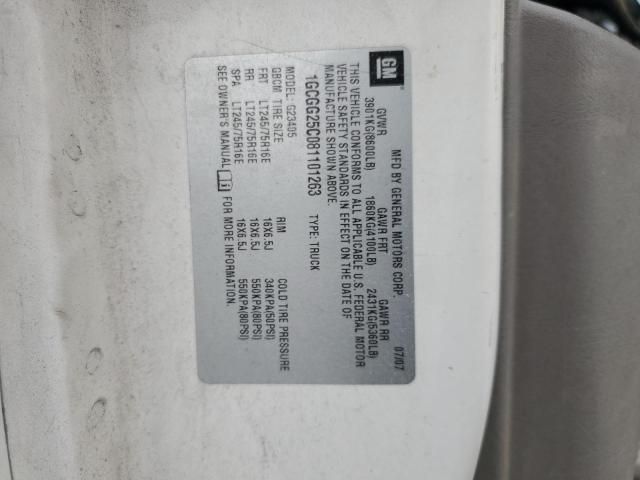 GM
MFD BY GENERAL MOTORS CORP. 07/07
GVWR GAWR FRT GAWR RR
3901KG(8600LB) 1860KG(4100LB) 2431KG(5360LB)
THIS VEHICLE CONFORMS TO ALL APPLICABLE U.S. FEDERAL MOTOR
VEHICLE SAFETY STANDARDS IN EFFECT ON THE DATE OF
MANUFACTURE SHOWN ABOVE.
1GCGG25C081101263 TYPE: TRUCK
MODEL: G23405
GBCM TIRE SIZE RIM COLD TIRE PRESSURE
FRT LT245/75R16E 16X6.5J 340KPA(50PSI)
RR LT245/75R16E 16X6.5J 550KPA(80PSI)
SPA LT245/75R16E 16X6.5J 550KPA(80PSI)
SEE OWNER'S MANUAL FOR MORE INFORMATION.